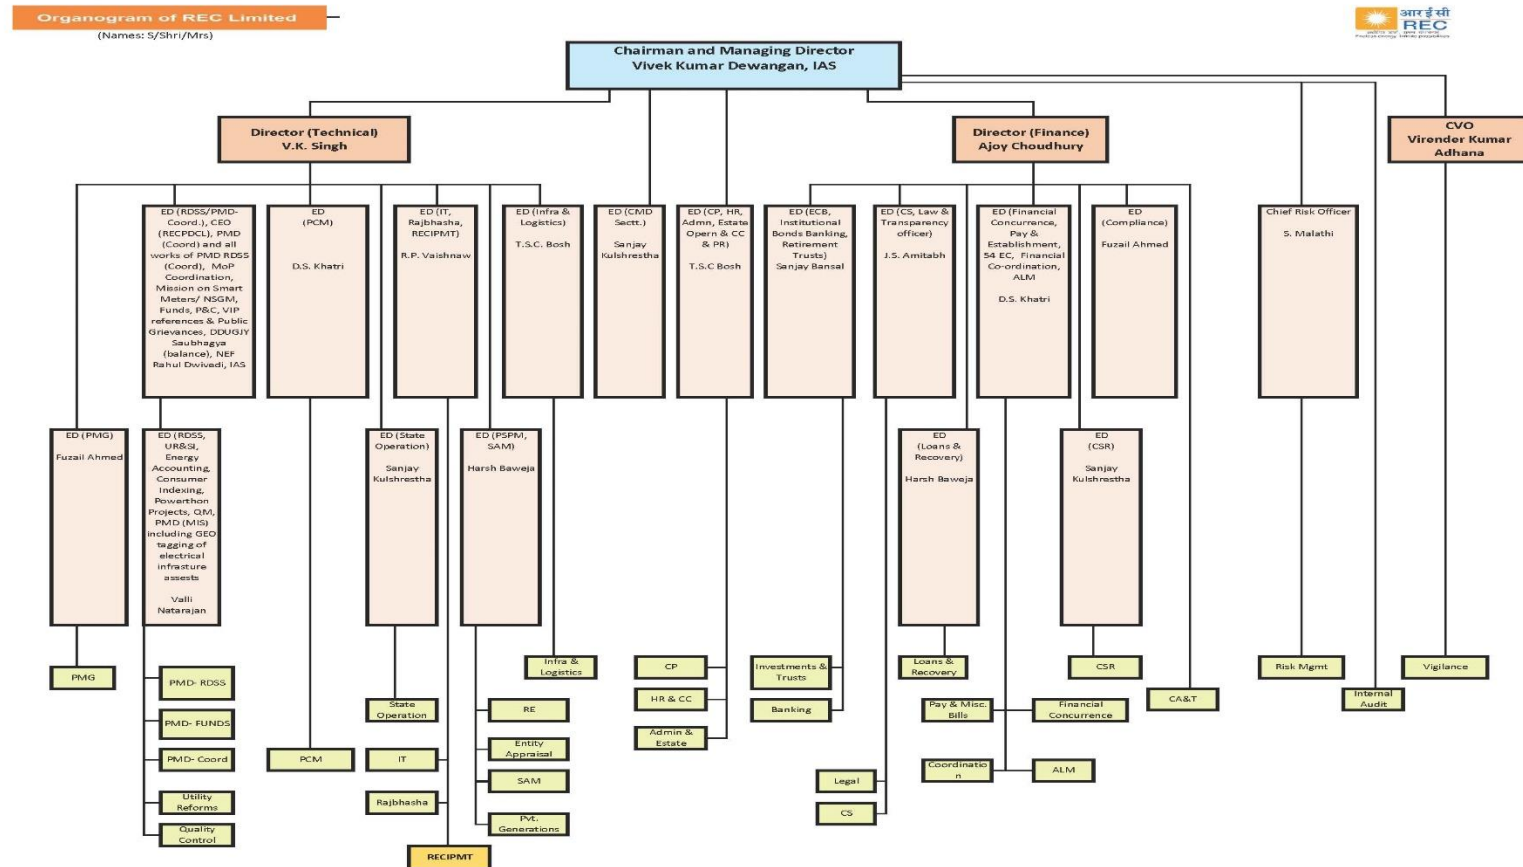 Organogram of REC Limited
(Names: S/Shri/Mrs)
आर ई सी
REC
Chairman and Managing Director
Vivek Kumar Dewangan, IAS
Director (Technical)
V.K. Singh
Director (Finance)
Ajoy Choudhury
CVO
Virender Kumar
Adhana
ED (RDSS/PMD-
Coord.), CEO
(RECPDCL), PMD
(Coord) and all
works of PMD RDSS
(Coord), MoP
Coordination,
Mission on Smart
Meters/ NSGM,
Funds, P&C, VIP
references & Public
Grievances, DDUGJY
Saubhagya
(balance), NEF
Rahul Dwivedi, IAS
ED
(PCM)
D.S. Khatri
ED (IT,
Rajbhasha,
RECIPMT)
R.P. Vaishnaw
ED (Infra &
Logistics)
T.S.C. Bosh
ED (CMD
Sectt.)
Sanjay
Kulshrestha
ED (CP, HR,
Admn, Estate
Opern & CC
& PR)
T.S.C Bosh
ED (ECB,
Institutional
Bonds Banking,
Retirement
Trusts)
Sanjay Bansal
ED (CS, Law &
Transparency
officer)
J.S. Amitabh
ED (Financial
Concurrence,
Pay &
Establishment,
54 EC, Financial
Co-ordination,
ALM
D.S. Khatri
ED
(Compliance)
Fuzail Ahmed
Chief Risk Officer
S. Malathi
ED (PMG)
Fuzail Ahmed
ED (RDSS,
UR&SI,
Energy
Accounting,
Consumer
Indexing,
Powerthon
Projects, QM,
PMD (MIS)
including GEO
tagging of
electrical
infrasture
assests
Valli
Natarajan
ED (State
Operation)
Sanjay
Kulshrestha
ED (PSPM,
SAM)
Harsh Baweja
ED
(Loans &
Recovery)
Harsh Baweja
ED
(CSR)
Sanjay
Kulshrestha
PMG
PMD- RDSS
PMD- FUNDS
PMD- Coord
Utility
Reforms
Quality
Control
PCM
State
Operation
IT
Rajbhasha
RECIPMT
RE
Entity
Appraisal
SAM
Pvt.
Generations
Infra &
Logistics
CP
HR & CC
Admin &
Estate
Investments &
Trusts
Banking
Legal
CS
Loans &
Recovery
Pay & Misc.
Bills
Financial
Concurrence
Coordinatio
n
ALM
CSR
CA&T
Risk Mgmt
Internal
Audit
Vigilance